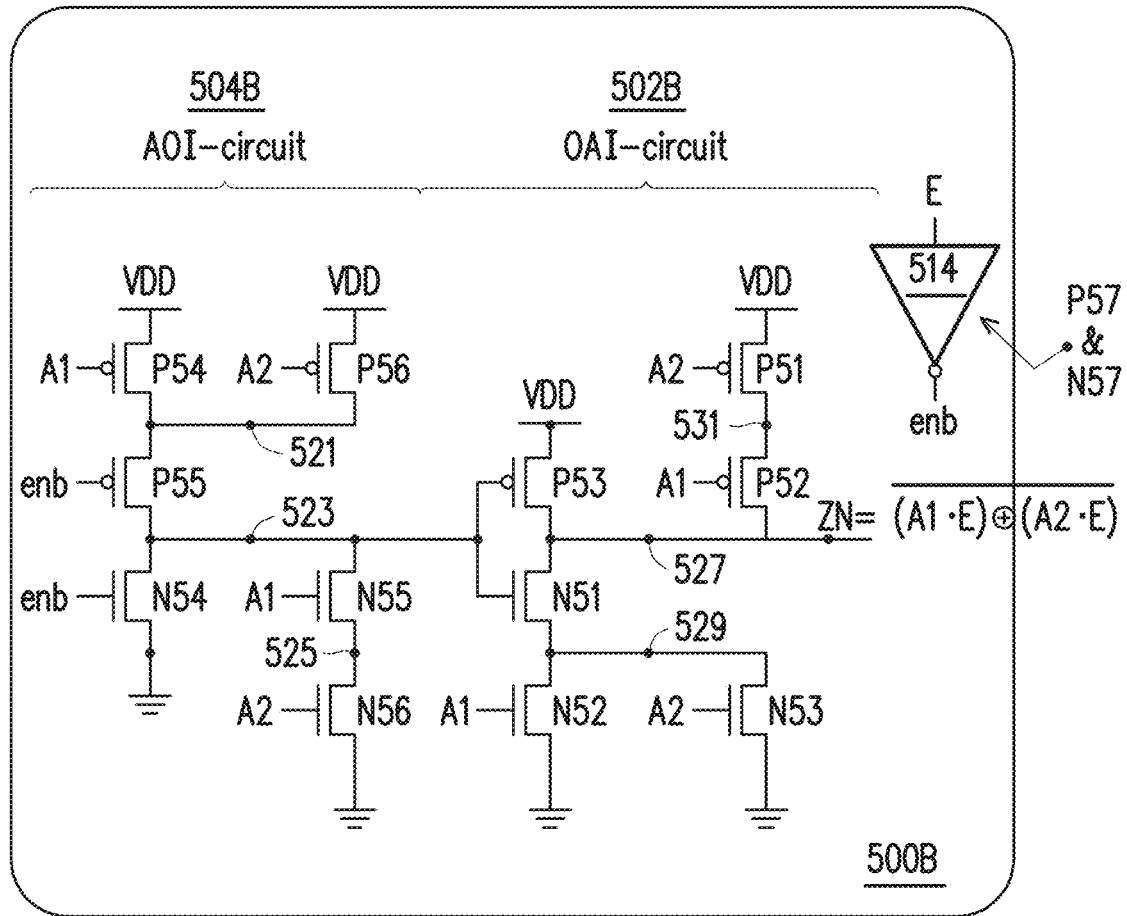 504B
AOI-circuit
502B
OAI-circuit
E
514
enb
P57
&
N57
VDD
VDD
VDD
A1
P54
A2
P56
A2
P51
VDD
521
531
enb
P55
P53
A1
P52
523
ZN= (A1·E)⊕(A2·E)
527
enb
N54
A1
N55
N51
525
529
A2
N56
A1
N52
A2
N53
500B